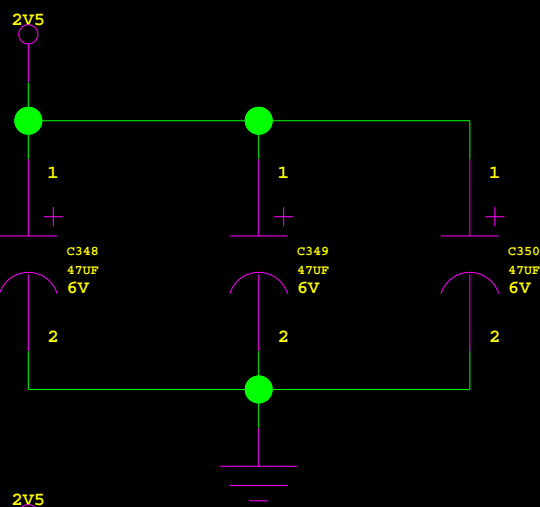 2V5
1 1 1
+ + +
C348 C349 C350
47UF 47UF 47UF
6V 6V 6V
2 2 2
2V5